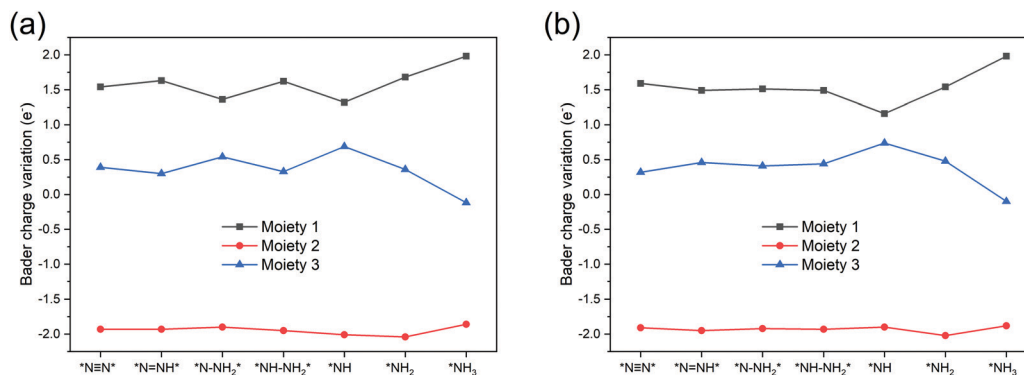 (a)
Bader charge variation (e⁻)
2.0
1.5
1.0
0.5
0.0
-0.5
-1.0
-1.5
-2.0
Moiety 1
Moiety 2
Moiety 3
*N≡N* *N=NH* *N-NH₂* *NH-NH₂* *NH *NH₂ *NH₃
(b)
Bader charge variation (e⁻)
2.0
1.5
1.0
0.5
0.0
-0.5
-1.0
-1.5
-2.0
Moiety 1
Moiety 2
Moiety 3
*N≡N* *N=NH* *N-NH₂* *NH-NH₂* *NH *NH₂ *NH₃